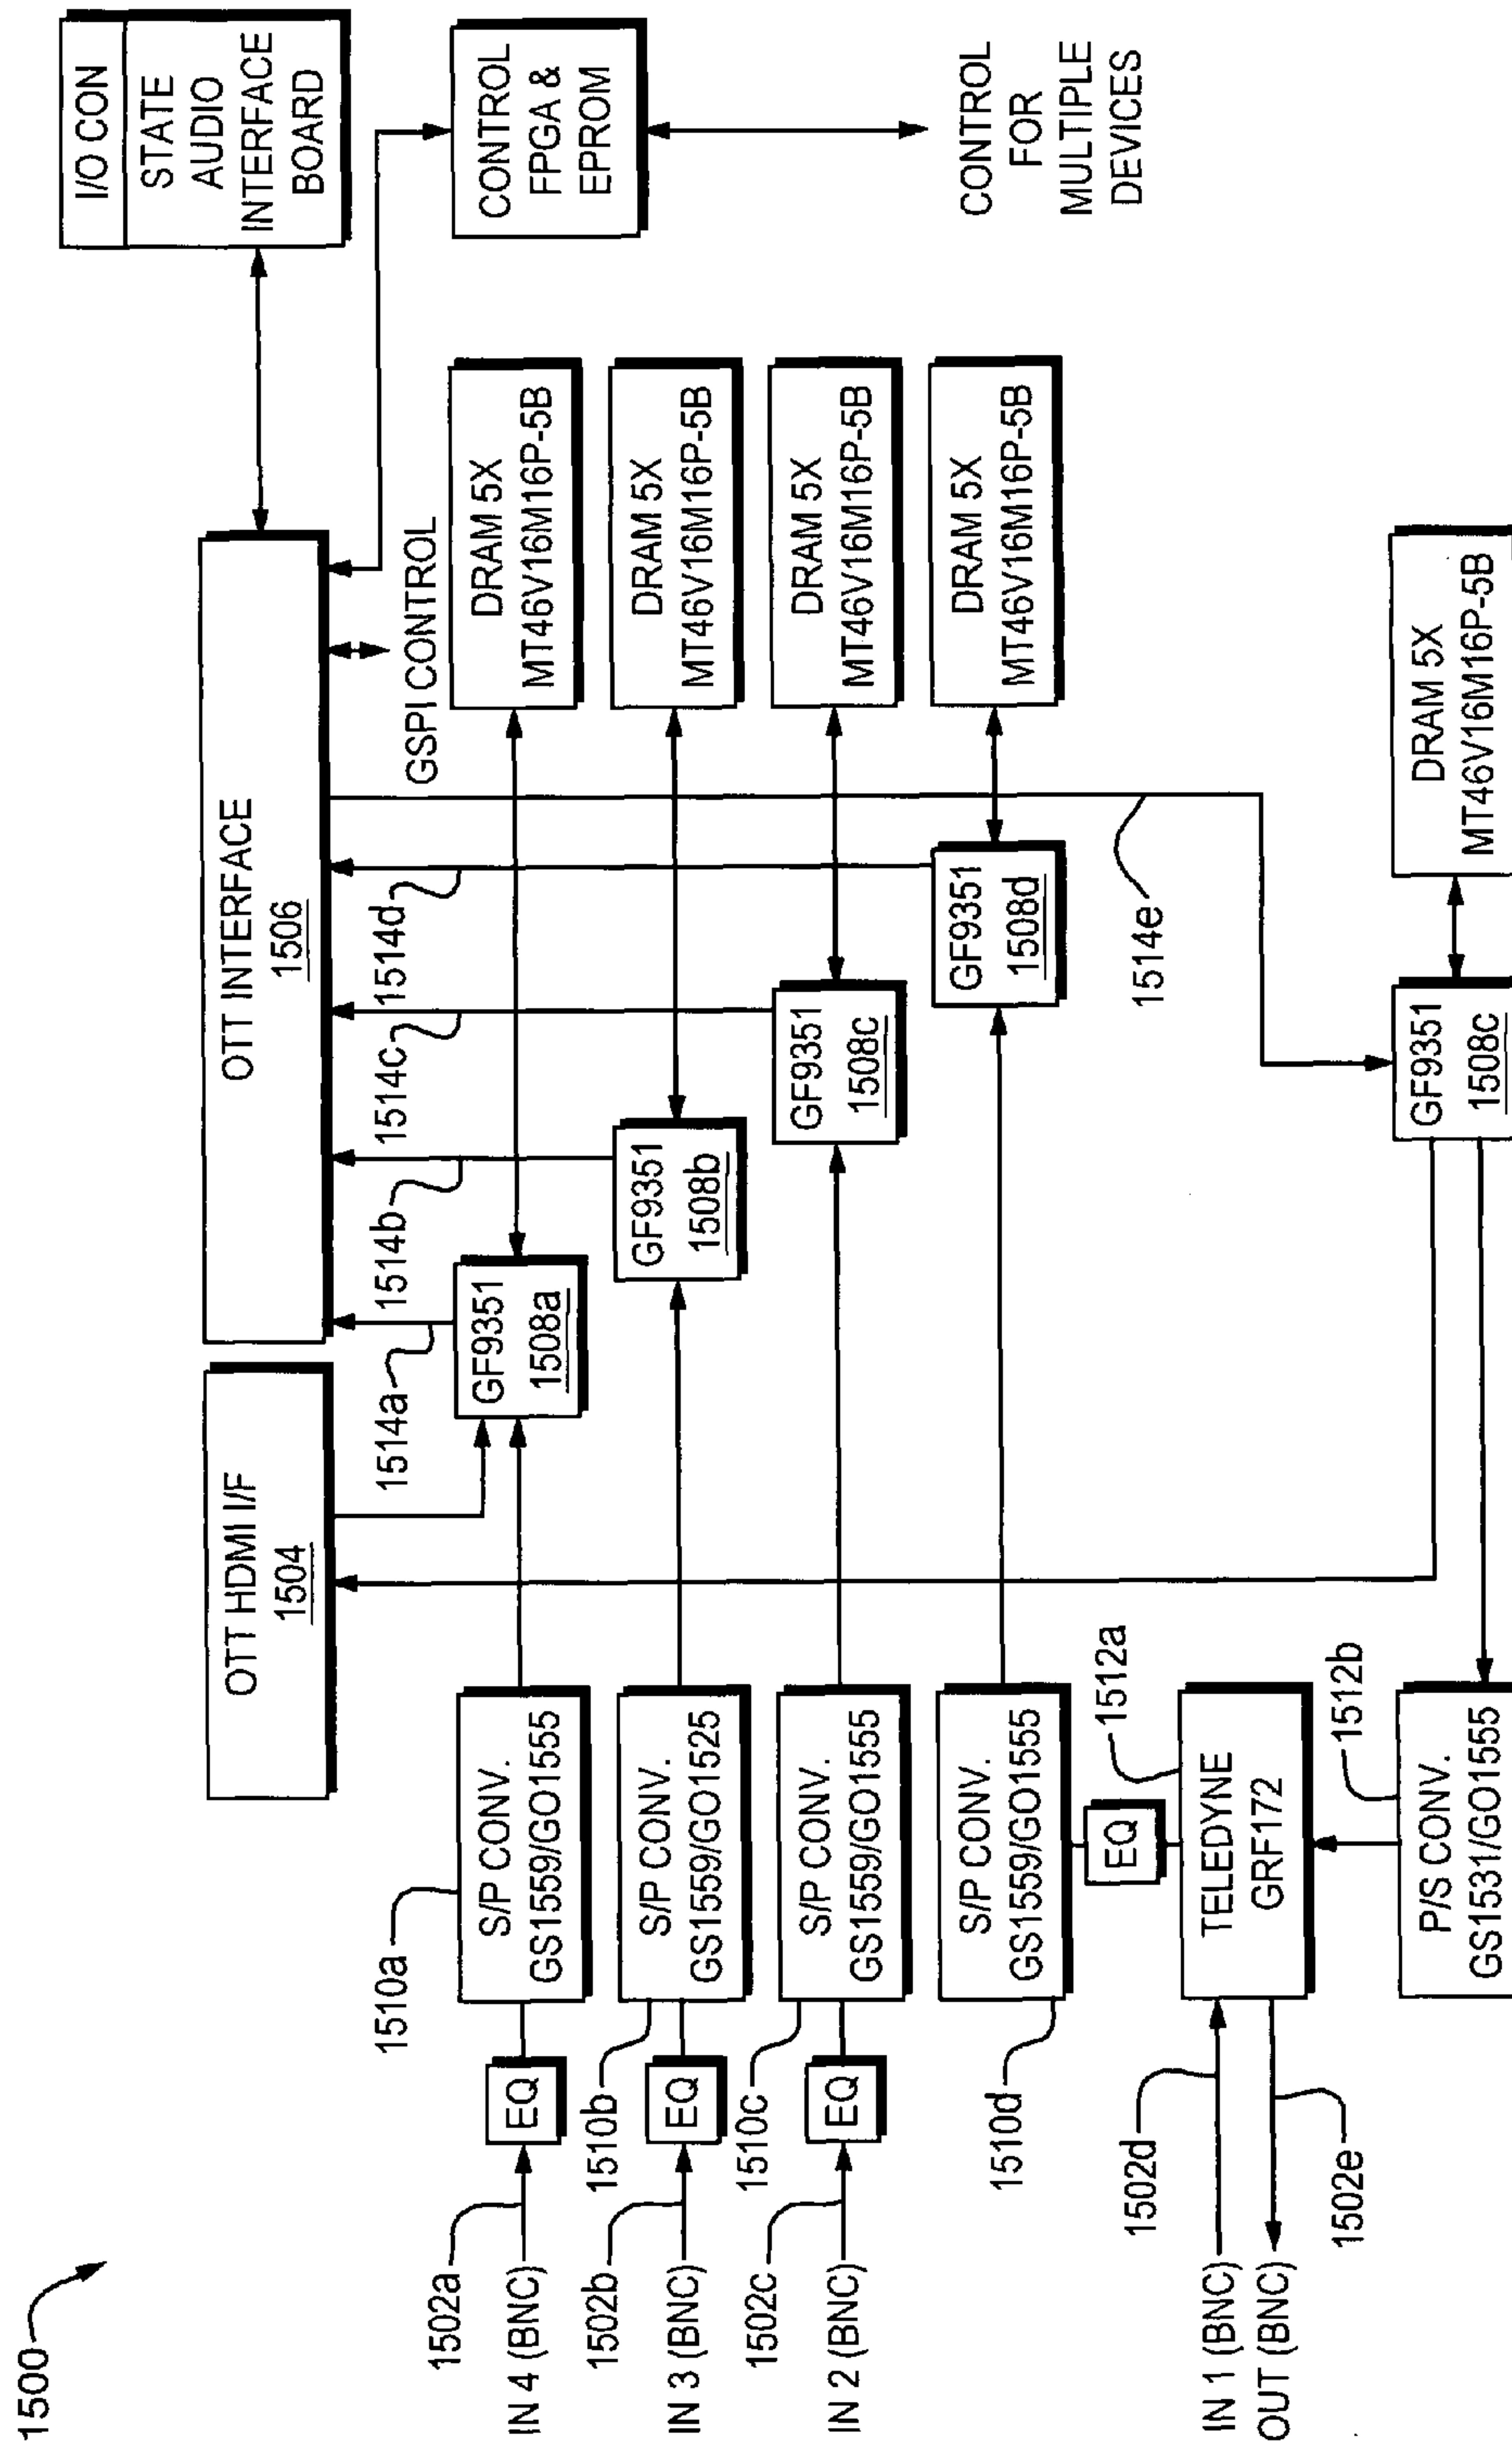 1500
OTT HDMI I/F
1504
OTT INTERFACE
1506
I/O CON
STATE
AUDIO
INTERFACE
BOARD
GSPI CONTROL
CONTROL
FPGA &
EPROM
CONTROL
FOR
MULTIPLE
DEVICES
1502a
IN 4 (BNC)
EQ
1510a
S/P CONV.
GS1559/GO1555
1514a
GF9351
1508a
DRAM 5X
MT46V16M16P-5B
1502b
IN 3 (BNC)
EQ
1510b
S/P CONV.
GS1559/GO1525
1514b
GF9351
1508b
DRAM 5X
MT46V16M16P-5B
1502c
IN 2 (BNC)
EQ
1510c
S/P CONV.
GS1559/GO1555
1514c
GF9351
1508c
DRAM 5X
MT46V16M16P-5B
1510d
S/P CONV.
GS1559/GO1555
1514d
GF9351
1508d
DRAM 5X
MT46V16M16P-5B
EQ
1512a
1502d
IN 1 (BNC)
OUT (BNC)
1502e
TELEDYNE
GRF172
1514e
1512b
P/S CONV.
GS1531/GO1555
GF9351
1508c
DRAM 5X
MT46V16M16P-5B